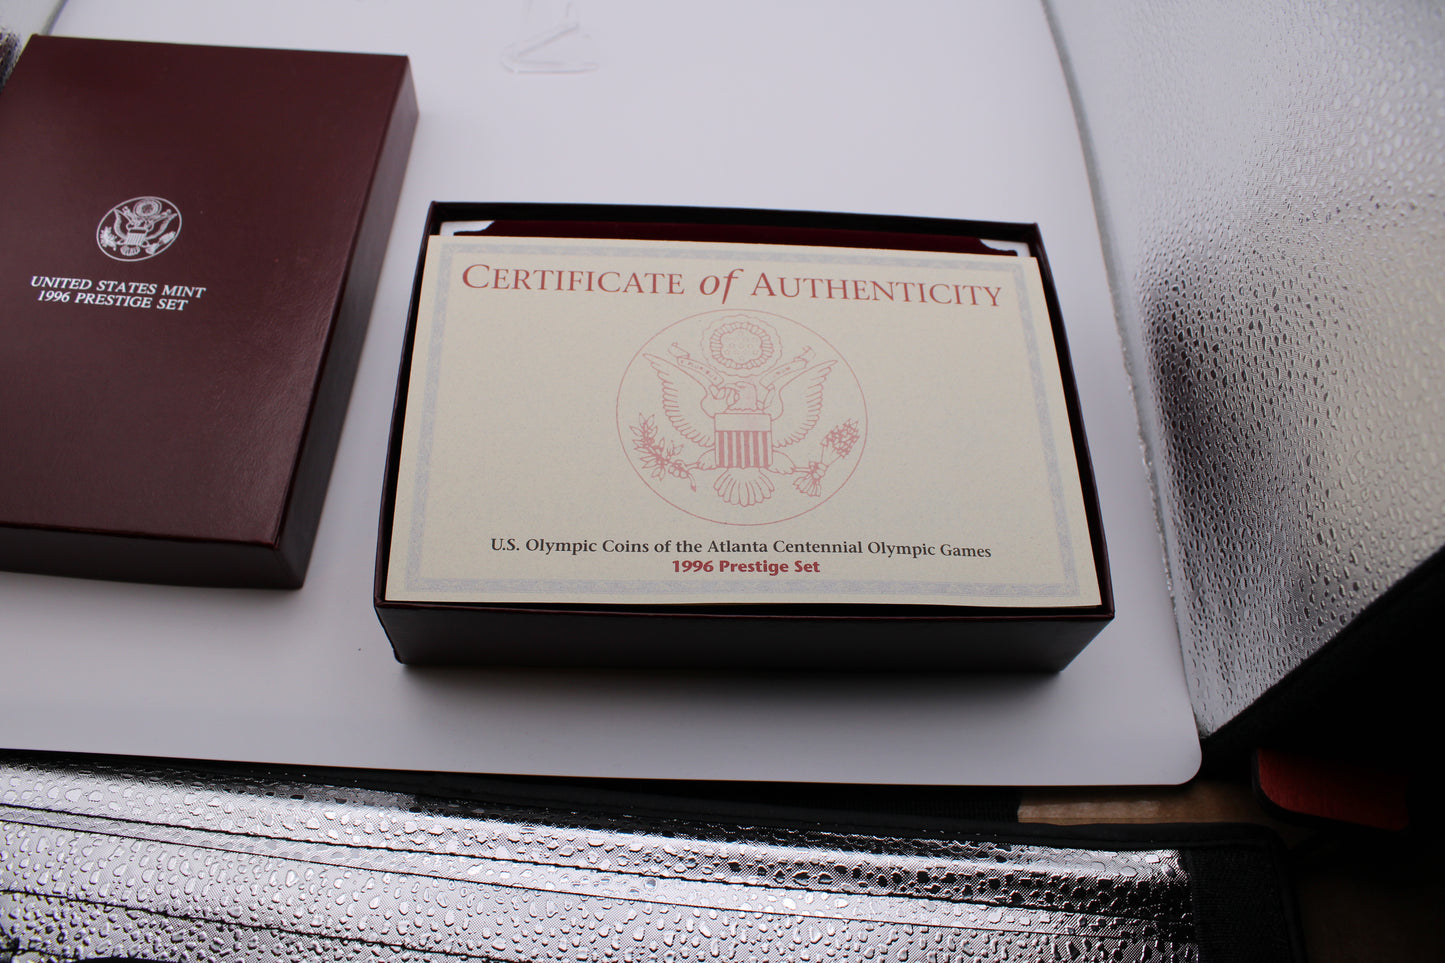 UNITED STATES MINT
1996 PRESTIGE SET
CERTIFICATE of AUTHENTICITY
U.S. Olympic Coins of the Atlanta Centennial Olympic Games
1996 Prestige Set